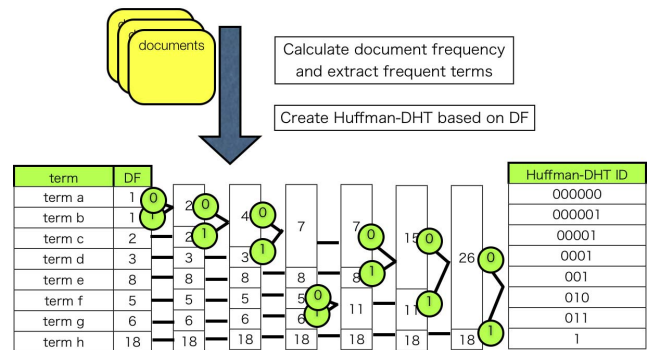 documents
Calculate document frequency
and extract frequent terms
Create Huffman-DHT based on DF
term DF Huffman-DHT ID
term a 1 0 2 0 4 0 7 7 0 15 0 26 0 000000
term b 1 1 000001
term c 2 2 1 00001
term d 3 3 3 1 0001
term e 8 8 8 8 8 1 001
term f 5 5 5 5 0 11 11 1 010
term g 6 6 6 6 1 011
term h 18 18 18 18 18 18 18 1 1